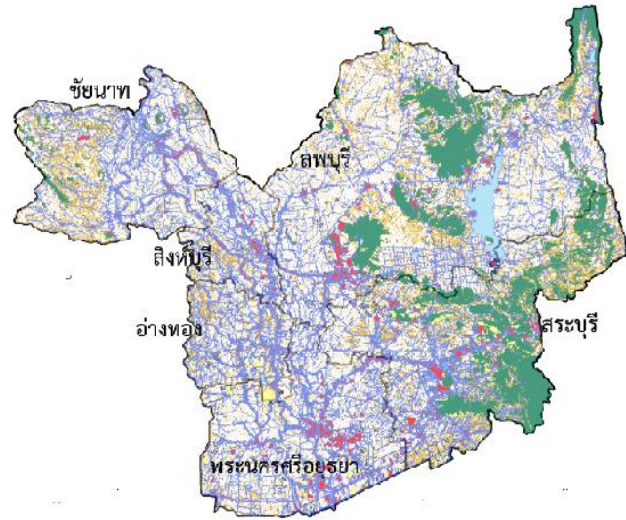 ชัยนาท
ลพบุรี
สิงห์บุรี
อ่างทอง
สระบุรี
พระนครศรีอยุธยา